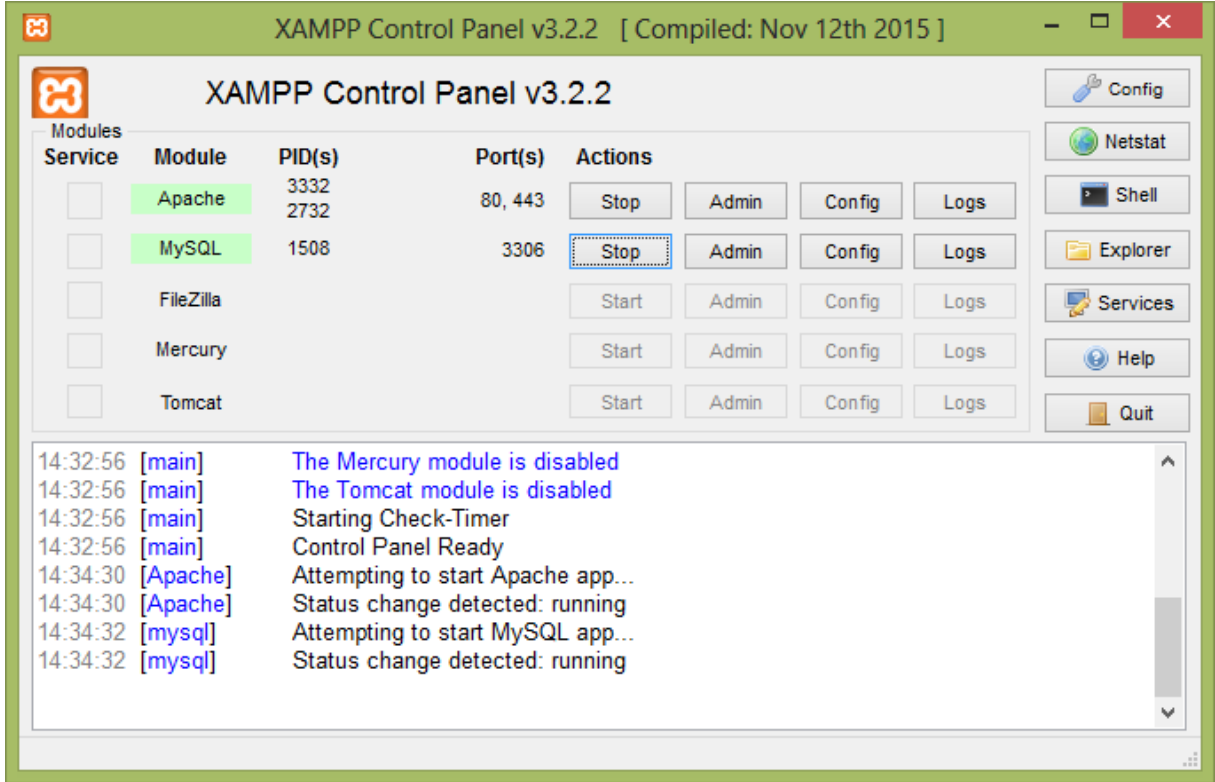 XAMPP Control Panel v3.2.2 [ Compiled: Nov 12th 2015 ]
XAMPP Control Panel v3.2.2
Config
Modules
Netstat
Service Module PID(s) Port(s) Actions
Shell
Apache 3332 2732 80, 443 Stop Admin Config Logs
MySQL 1508 3306 Stop Admin Config Logs
Explorer
FileZilla Start Admin Config Logs
Services
Mercury Start Admin Config Logs
Help
Tomcat Start Admin Config Logs
Quit
14:32:56 [main] The Mercury module is disabled
14:32:56 [main] The Tomcat module is disabled
14:32:56 [main] Starting Check-Timer
14:32:56 [main] Control Panel Ready
14:34:30 [Apache] Attempting to start Apache app...
14:34:30 [Apache] Status change detected: running
14:34:32 [mysql] Attempting to start MySQL app...
14:34:32 [mysql] Status change detected: running